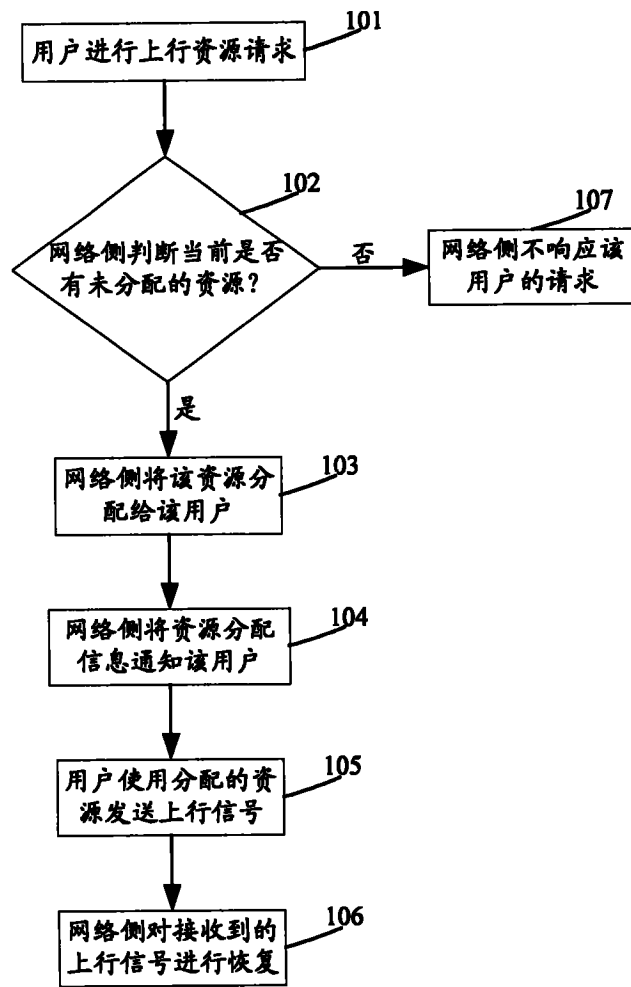 101
用户进行上行资源请求
102
网络侧判断当前是否
有未分配的资源?
否
107
网络侧不响应该
用户的请求
是
103
网络侧将该资源分
配给该用户
104
网络侧将资源分配
信息通知该用户
105
用户使用分配的资
源发送上行信号
106
网络侧对接收到的
上行信号进行恢复